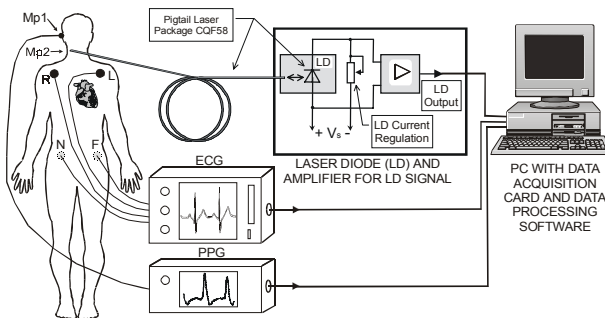 Mp1
Mp2
R
L
N
F
Pigtail Laser
Package CQF58
LD
+ Vs -
LD
Output
LD Current
Regulation
LASER DIODE (LD) AND
AMPLIFIER FOR LD SIGNAL
ECG
PPG
PC WITH DATA
ACQUISITION
CARD AND DATA
PROCESSING
SOFTWARE